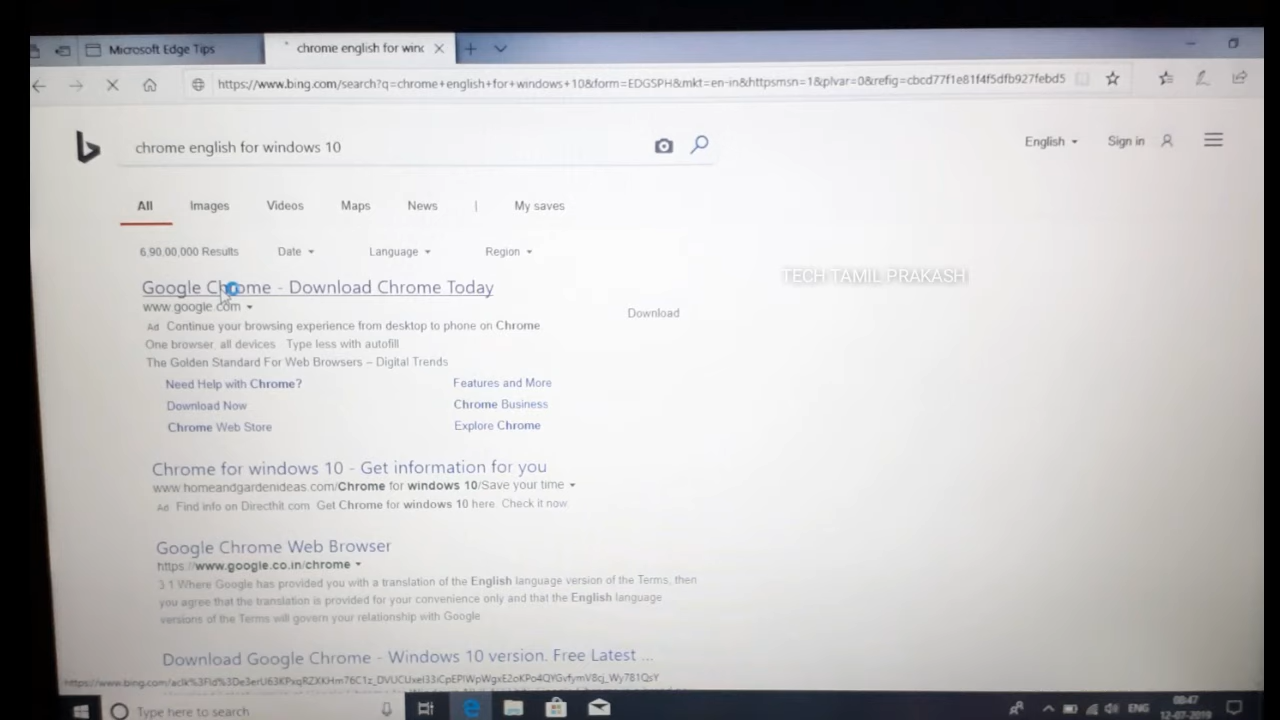 Microsoft Edge Tips
chrome english for wind
https://www.bing.com/search?q=chrome+english+for+windows+10&form=EDGSPH&mkt=en-in&httpsmsn=1&plvar=0&refig=cbcd77f1e81f4f5dfb927febd5
chrome english for windows 10
English
Sign in
All Images Videos Maps News | My saves
6,90,00,000 Results Date Language Region
Google Chrome - Download Chrome Today
TECH TAMIL PRAKASH
www.google.com
Download
Ad Continue your browsing experience from desktop to phone on Chrome
One browser, all devices Type less with autofill
The Golden Standard For Web Browsers – Digital Trends
Need Help with Chrome? Features and More
Download Now Chrome Business
Chrome Web Store Explore Chrome
Chrome for windows 10 - Get information for you
www.homeandgardenideas.com/Chrome for windows 10/Save your time
Ad Find info on Directhit.com Get Chrome for windows 10 here. Check it now.
Google Chrome Web Browser
https://www.google.co.in/chrome
3.1 Where Google has provided you with a translation of the English language version of the Terms, then
you agree that the translation is provided for your convenience only and that the English language
versions of the Terms will govern your relationship with Google
Download Google Chrome - Windows 10 version. Free Latest ...
Type here to search
ENG
08:47
12-07-2019